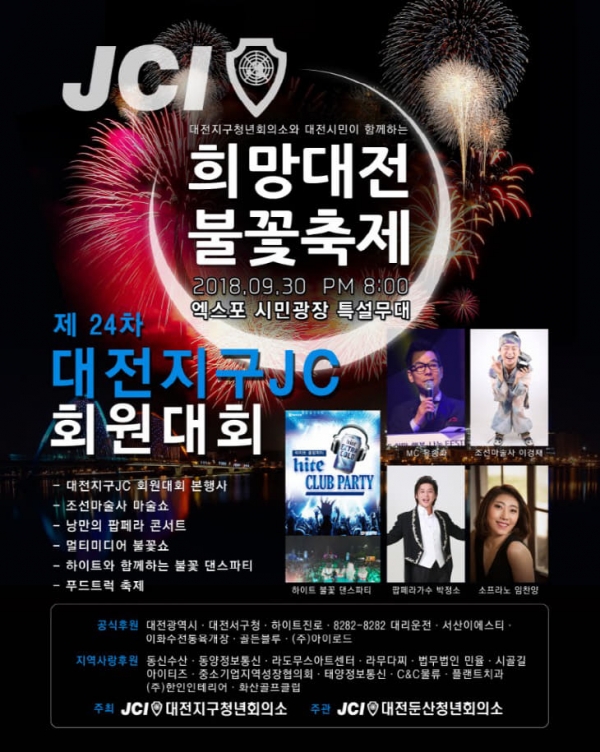 JCI
대전지구청년회의소와 대전시민이 함께하는
희망대전
불꽃축제
2018.09.30 PM 8:00
엑스포 시민광장 특설무대
제 24차
대전지구JC
회원대회
- 대전지구JC 회원대회 본행사
- 조선마술사 마술쇼
- 낭만의 팝페라 콘서트
- 멀티미디어 불꽃쇼
- 하이트와 함께하는 불꽃 댄스파티
- 푸드트럭 축제
hite
CLUB PARTY
하이트 불꽃 댄스파티
MC
조선마술사 이경재
팝페라가수 박정소
소프라노 임찬양
공식후원 대전광역시 · 대전서구청 · 하이트진로 · 8282-8282 대리운전 · 서산이에스티 ·
이화수전통육개장 · 골든블루 · (주)아이로드
지역사랑후원 동신수산 · 동양정보통신 · 라도무스아트센터 · 라무다찌 · 법무법인 민율 · 시골길
아이티즈 · 중소기업지역성장협의회 · 태양정보통신 · C&C물류 · 플랜트치과
(주)한인인테리어 · 화산골프클럽
주최 JCI 대전지구청년회의소 주관 JCI 대전둔산청년회의소